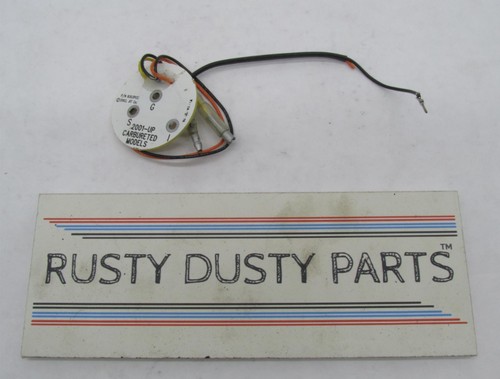 G
S
I
2001-UP
CARBURETED
MODELS
RUSTY DUSTY PARTS™